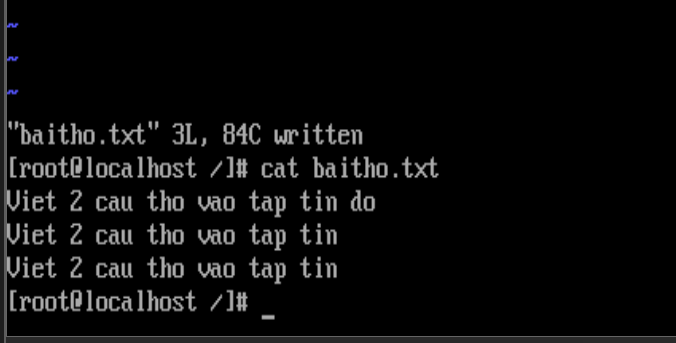 ~
~
~
"baitho.txt" 3L, 84C written
[root@localhost /]# cat baitho.txt
Viet 2 cau tho vao tap tin do
Viet 2 cau tho vao tap tin
Viet 2 cau tho vao tap tin
[root@localhost /]# _